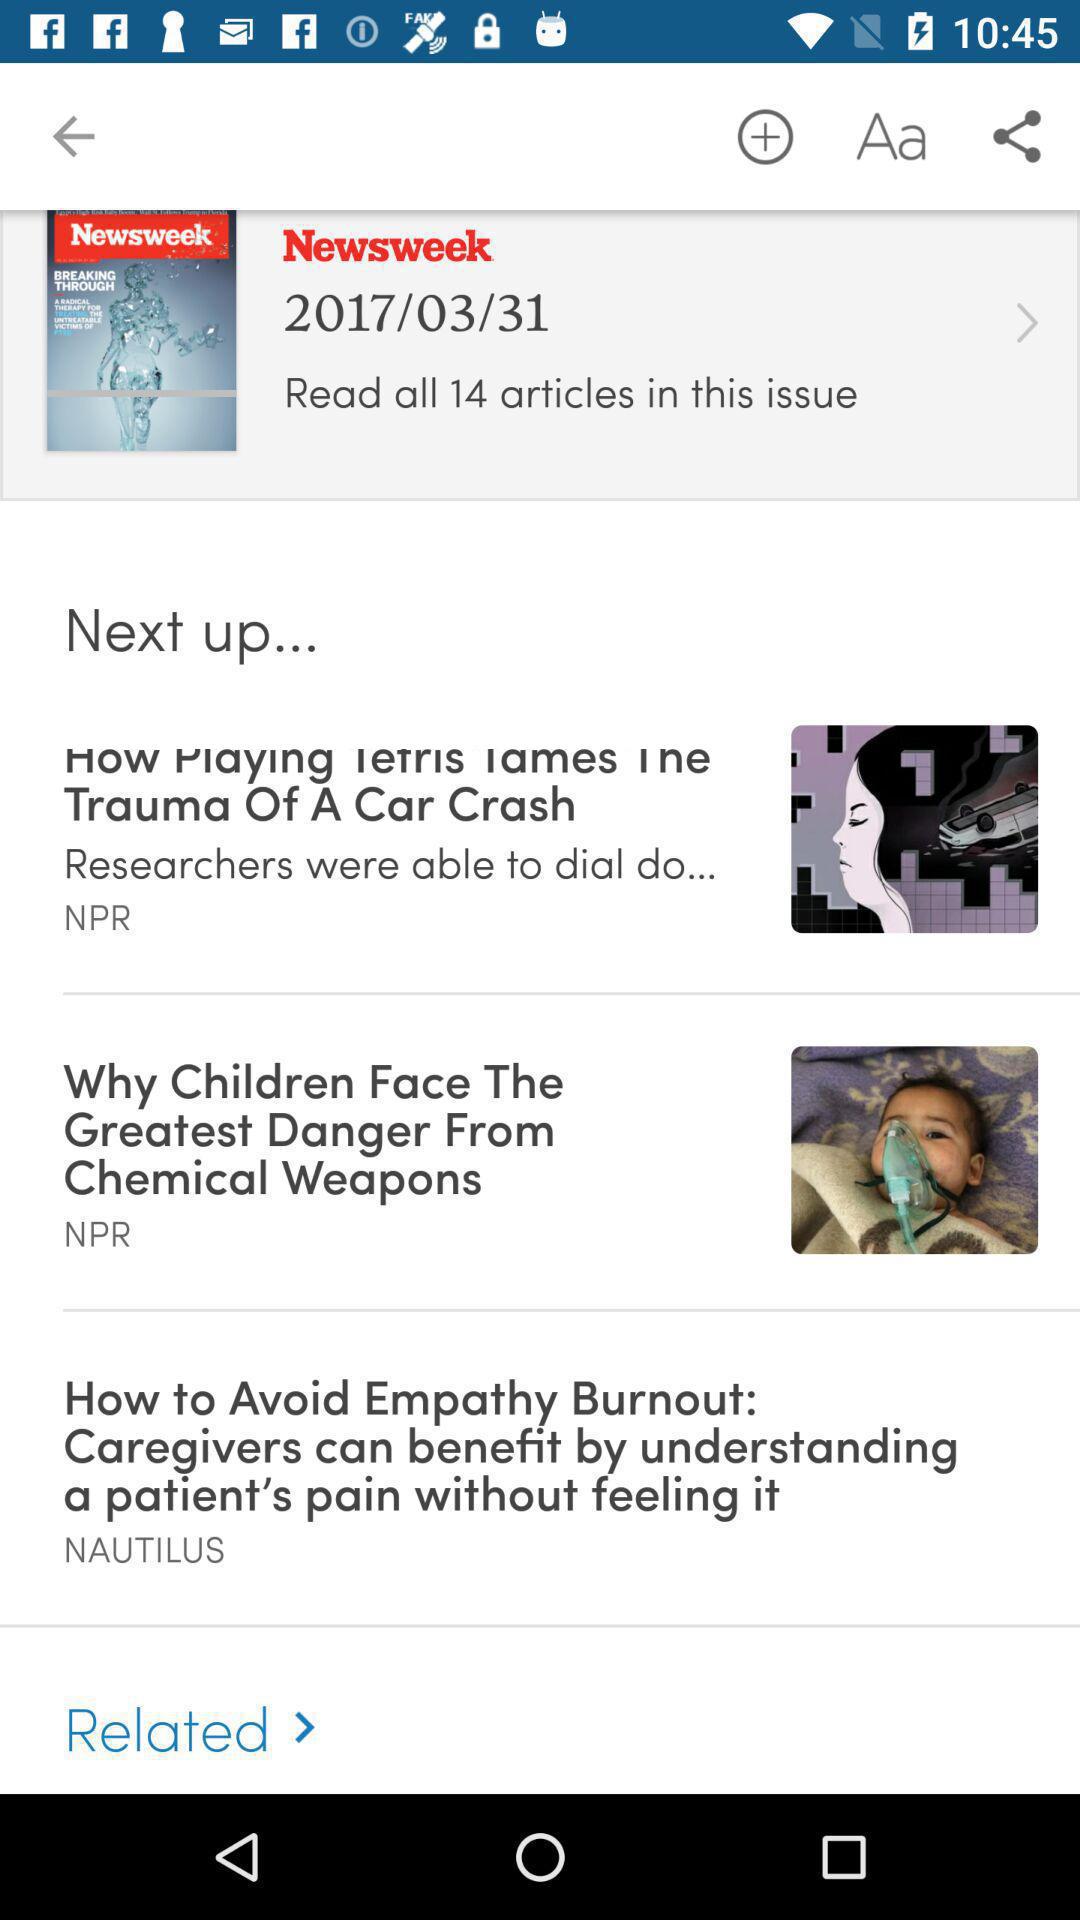 FAKE
10:45
Aa
Newsweek
BREAKING
THROUGH
A RADICAL
THERAPY FOR
TREATING THE
UNTREATABLE
VICTIMS OF
PTSD
Newsweek
2017/03/31
Read all 14 articles in this issue
Next up...
How Playing Tetris Tames The
Trauma Of A Car Crash
Researchers were able to dial do...
NPR
Why Children Face The
Greatest Danger From
Chemical Weapons
NPR
How to Avoid Empathy Burnout:
Caregivers can benefit by understanding
a patient’s pain without feeling it
NAUTILUS
Related